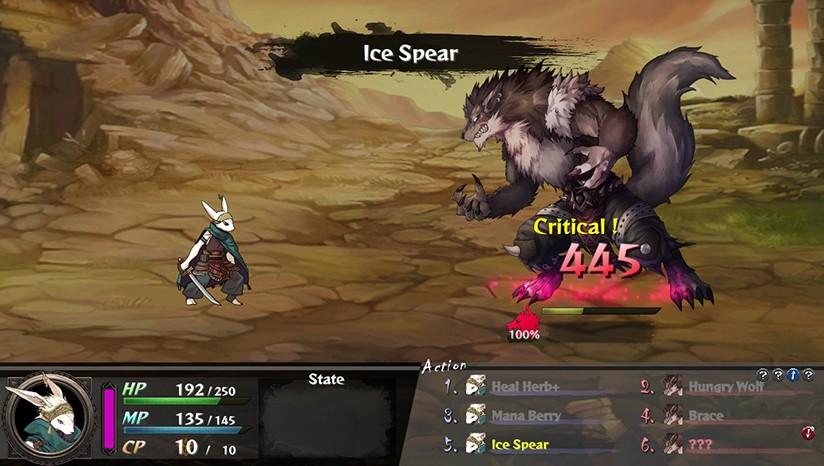 Ice Spear
Critical !
445
100%
Action
HP 192 / 250
MP 135 / 145
CP 10 / 10
State
1. Heal Herb+
2. Hungry Wolf
3. Mana Berry
4. Brace
5. Ice Spear
6. ???
? ? ! ?